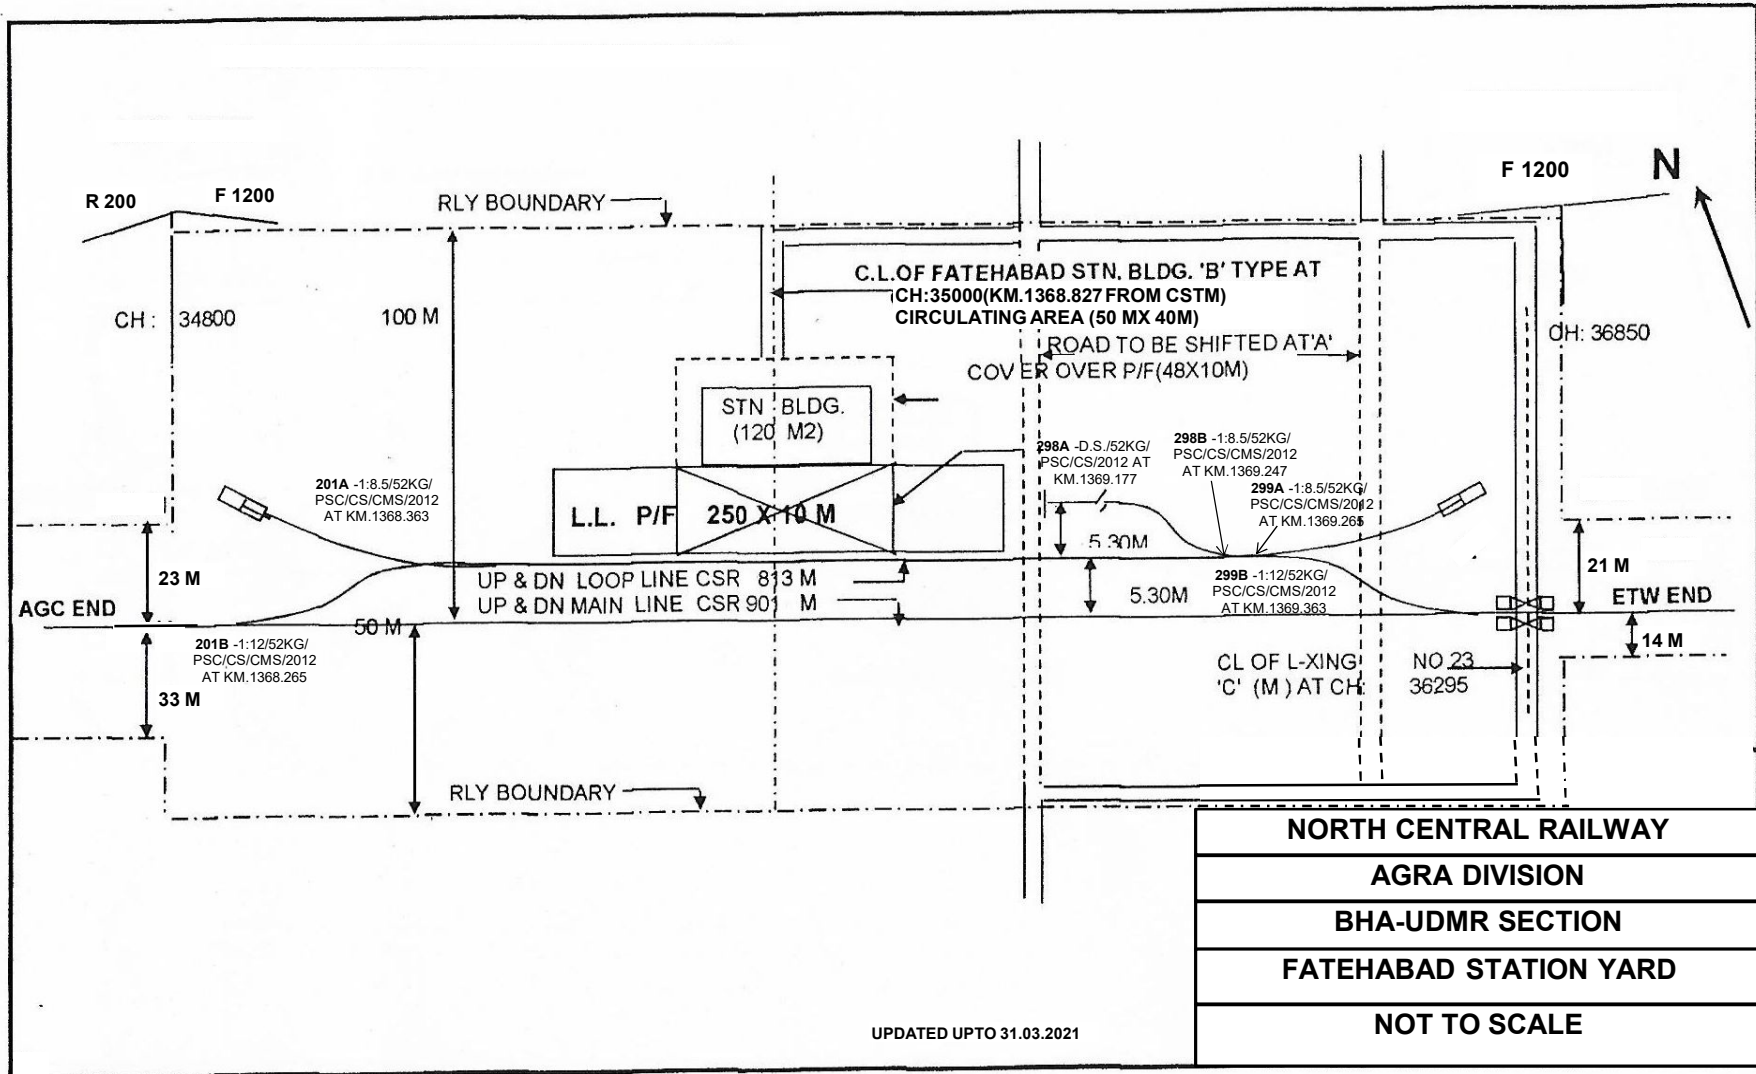 R 200
F 1200
RLY BOUNDARY
F 1200
N
C.L.OF FATEHABAD STN. BLDG. 'B' TYPE AT
CH:35000(KM.1368.827 FROM CSTM)
CIRCULATING AREA (50 MX 40M)
CH : 34800
100 M
ROAD TO BE SHIFTED AT'A'
CH: 36850
COVER OVER P/F(48X10M)
STN BLDG.
(120 M2)
298A -D.S./52KG/
PSC/CS/2012 AT
KM.1369.177
298B -1:8.5/52KG/
PSC/CS/CMS/2012
AT KM.1369.247
201A -1:8.5/52KG/
PSC/CS/CMS/2012
AT KM.1368.363
299A -1:8.5/52KG/
PSC/CS/CMS/2012
AT KM.1369.265
L.L. P/F 250 X 10 M
5.30M
23 M
UP & DN LOOP LINE CSR 813 M
UP & DN MAIN LINE CSR 901 M
299B -1:12/52KG/
PSC/CS/CMS/2012
AT KM.1369.363
5.30M
21 M
AGC END
ETW END
50 M
201B -1:12/52KG/
PSC/CS/CMS/2012
AT KM.1368.265
14 M
CL OF L-XING NO 23
'C' (M ) AT CH: 36295
33 M
RLY BOUNDARY
NORTH CENTRAL RAILWAY
AGRA DIVISION
BHA-UDMR SECTION
FATEHABAD STATION YARD
NOT TO SCALE
UPDATED UPTO 31.03.2021